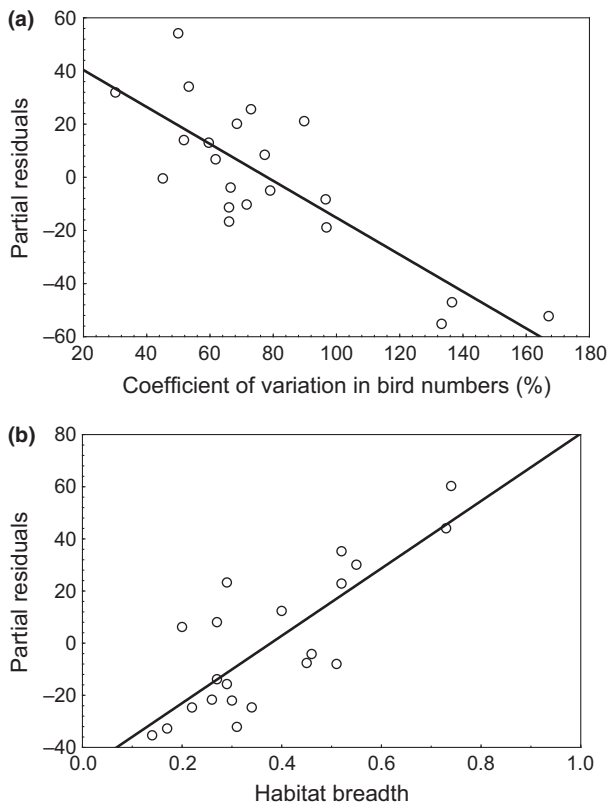 (a)
60
40
20
0
–20
–40
–60
Partial residuals
20 40 60 80 100 120 140 160 180
Coefficient of variation in bird numbers (%)
(b)
80
60
40
20
0
–20
–40
Partial residuals
0.0 0.2 0.4 0.6 0.8 1.0
Habitat breadth